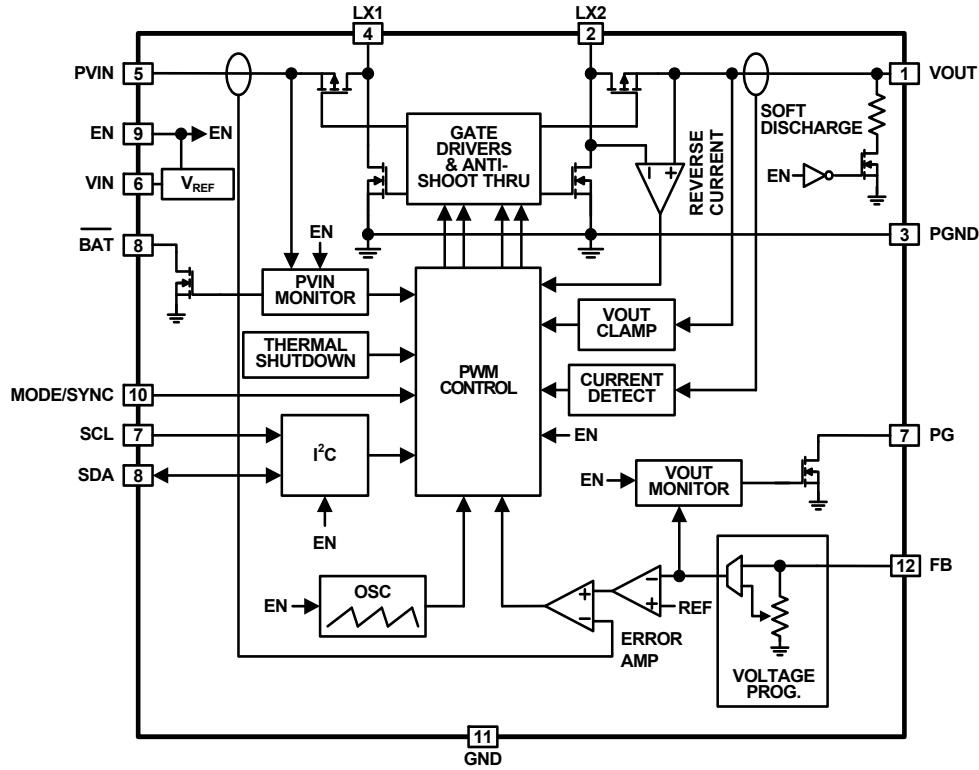 LX1
4
LX2
2
PVIN
5
1
VOUT
EN
9
EN
VIN
6
VREF
GATE
DRIVERS
& ANTI-
SHOOT THRU
–
+
REVERSE
CURRENT
SOFT
DISCHARGE
EN
3
PGND
BAT
8
EN
PVIN
MONITOR
THERMAL
SHUTDOWN
PWM
CONTROL
VOUT
CLAMP
CURRENT
DETECT
EN
MODE/SYNC
10
SCL
7
SDA
8
I2C
EN
7
PG
EN
VOUT
MONITOR
12
FB
EN
OSC
+
–
–
+
REF
ERROR
AMP
VOLTAGE
PROG.
11
GND